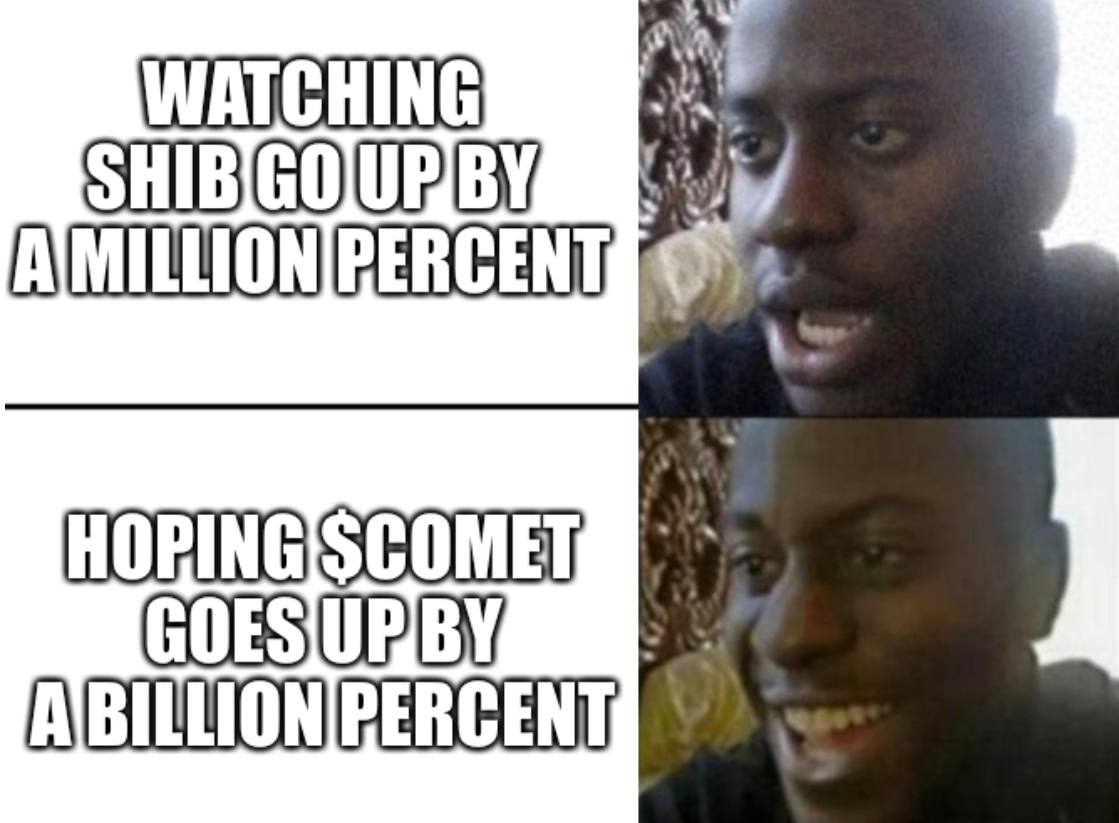 WATCHING
SHIB GO UP BY
A MILLION PERCENT
HOPING $COMET
GOES UP BY
A BILLION PERCENT